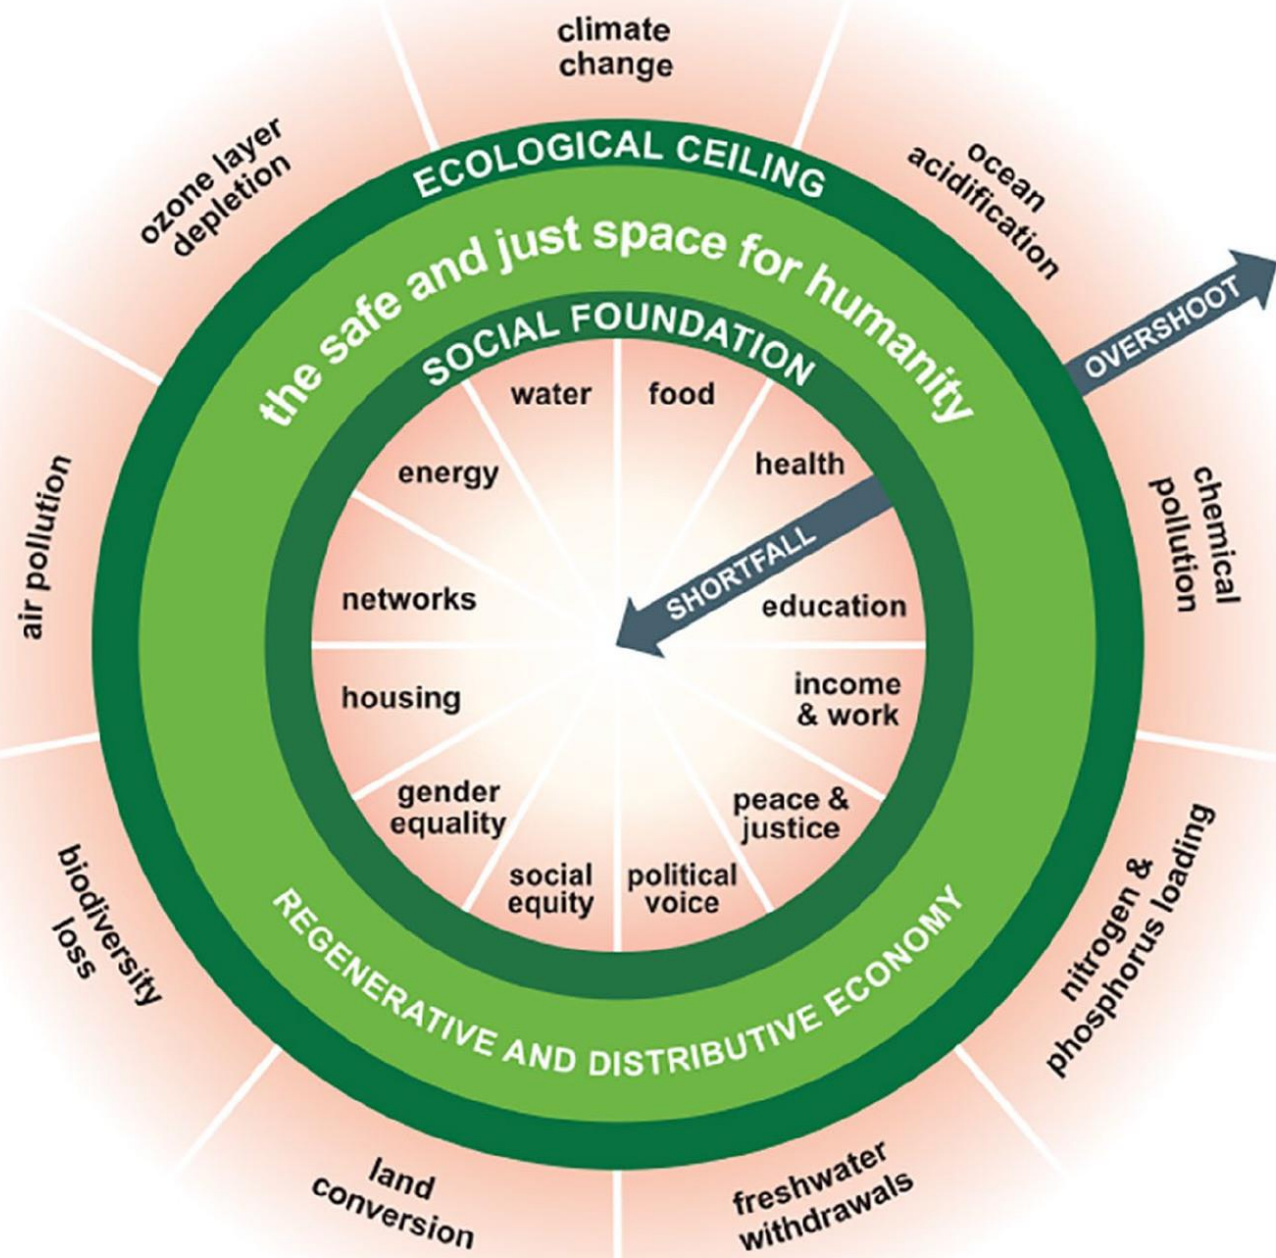 climate
change
ocean
acidification
OVERSHOOT
chemical
pollution
nitrogen &
phosphorus loading
freshwater
withdrawals
land
conversion
biodiversity
loss
air pollution
ozone layer
depletion
ECOLOGICAL CEILING
the safe and just space for humanity
SOCIAL FOUNDATION
water
food
health
SHORTFALL
education
income
& work
peace &
justice
political
voice
social
equity
gender
equality
housing
networks
energy
REGENERATIVE AND DISTRIBUTIVE ECONOMY